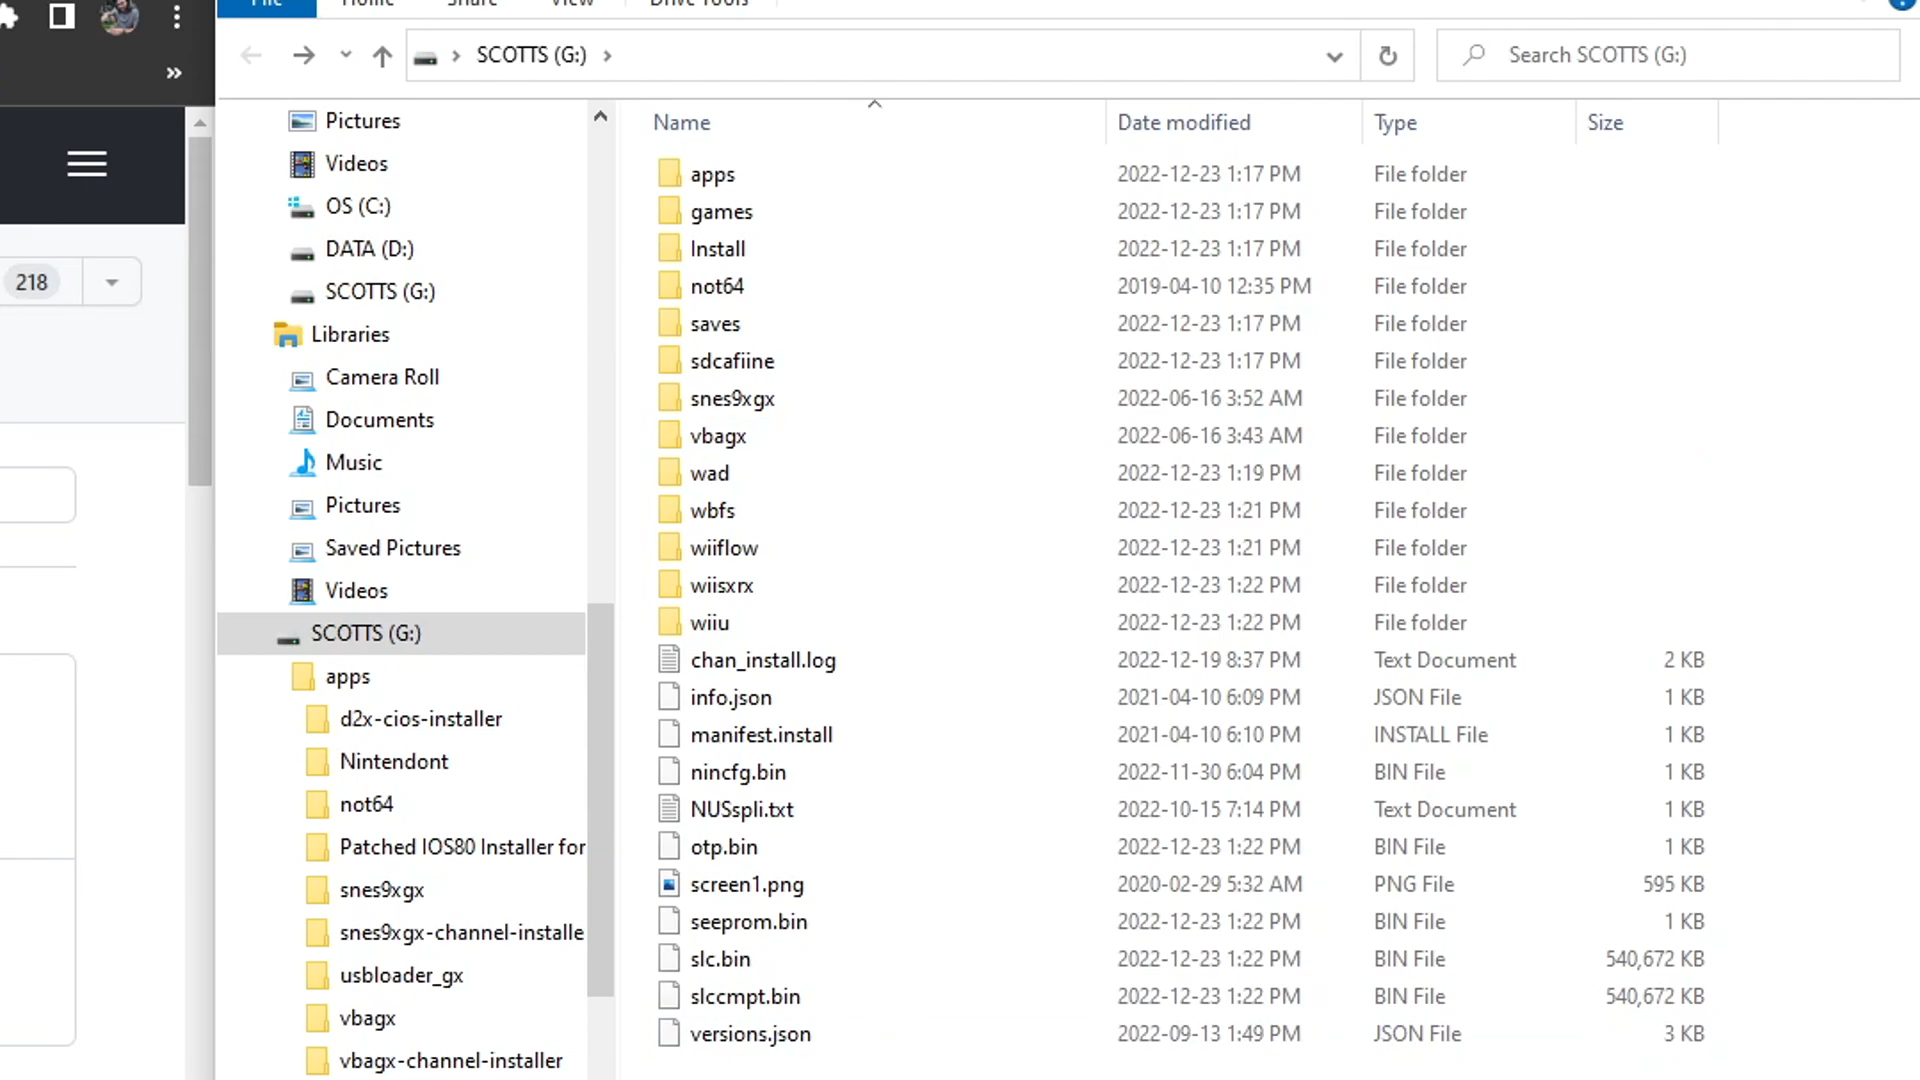 File Home Share View Drive Tools
SCOTTS (G:)
Search SCOTTS (G:)
218
Pictures
Videos
OS (C:)
DATA (D:)
SCOTTS (G:)
Libraries
Camera Roll
Documents
Music
Pictures
Saved Pictures
Videos
SCOTTS (G:)
apps
d2x-cios-installer
Nintendont
not64
Patched IOS80 Installer for
snes9xgx
snes9xgx-channel-installe
usbloader_gx
vbagx
vbagx-channel-installer
Name Date modified Type Size
apps 2022-12-23 1:17 PM File folder
games 2022-12-23 1:17 PM File folder
Install 2022-12-23 1:17 PM File folder
not64 2019-04-10 12:35 PM File folder
saves 2022-12-23 1:17 PM File folder
sdcafiine 2022-12-23 1:17 PM File folder
snes9xgx 2022-06-16 3:52 AM File folder
vbagx 2022-06-16 3:43 AM File folder
wad 2022-12-23 1:19 PM File folder
wbfs 2022-12-23 1:21 PM File folder
wiiflow 2022-12-23 1:21 PM File folder
wiisxrx 2022-12-23 1:22 PM File folder
wiiu 2022-12-23 1:22 PM File folder
chan_install.log 2022-12-19 8:37 PM Text Document 2 KB
info.json 2021-04-10 6:09 PM JSON File 1 KB
manifest.install 2021-04-10 6:10 PM INSTALL File 1 KB
nincfg.bin 2022-11-30 6:04 PM BIN File 1 KB
NUSspli.txt 2022-10-15 7:14 PM Text Document 1 KB
otp.bin 2022-12-23 1:22 PM BIN File 1 KB
screen1.png 2020-02-29 5:32 AM PNG File 595 KB
seeprom.bin 2022-12-23 1:22 PM BIN File 1 KB
slc.bin 2022-12-23 1:22 PM BIN File 540,672 KB
slccmpt.bin 2022-12-23 1:22 PM BIN File 540,672 KB
versions.json 2022-09-13 1:49 PM JSON File 3 KB